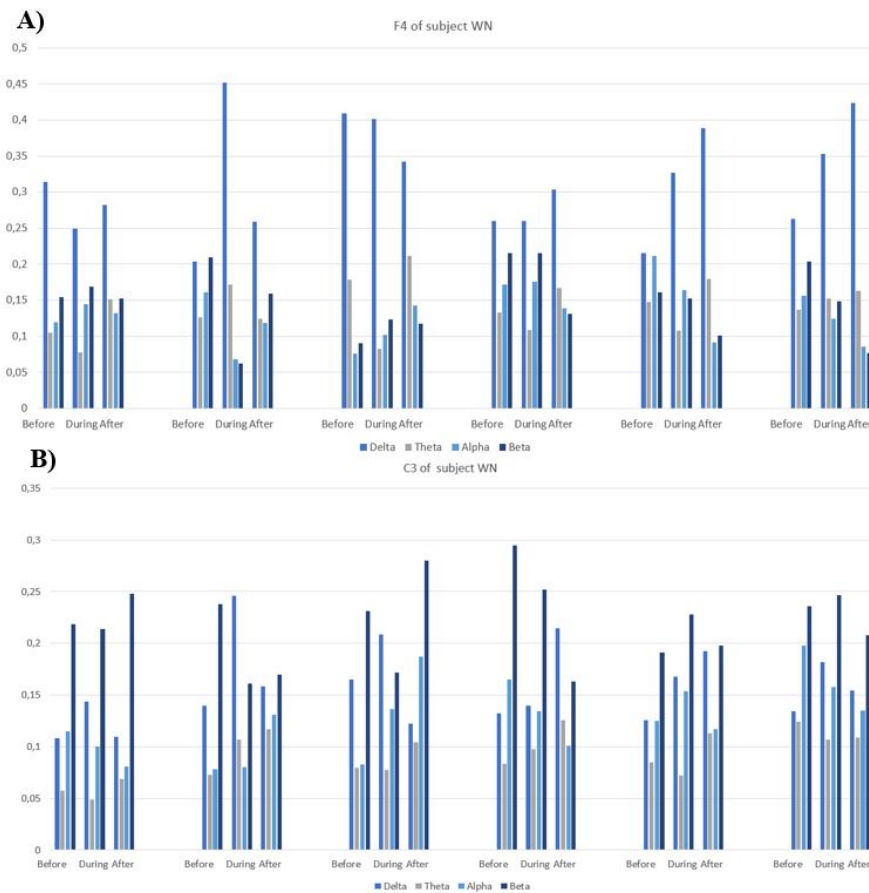 A)
F4 of subject WN
0,5
0,45
0,4
0,35
0,3
0,25
0,2
0,15
0,1
0,05
0
Before During After Before During After Before During After Before During After Before During After Before During After
Delta Theta Alpha Beta
B)
C3 of subject WN
0,35
0,3
0,25
0,2
0,15
0,1
0,05
0
Before During After Before During After Before During After Before During After Before During After Before During After
Delta Theta Alpha Beta